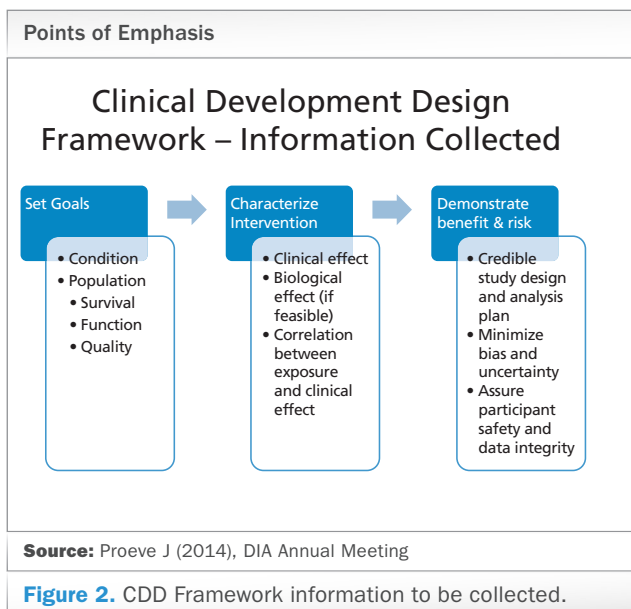 Points of Emphasis
Clinical Development Design
Framework – Information Collected
Set Goals
• Condition
• Population
• Survival
• Function
• Quality
Characterize
Intervention
• Clinical effect
• Biological
effect (if
feasible)
• Correlation
between
exposure
and clinical
effect
Demonstrate
benefit & risk
• Credible
study design
and analysis
plan
• Minimize
bias and
uncertainty
• Assure
participant
safety and
data integrity
Source: Proeve J (2014), DIA Annual Meeting
Figure 2. CDD Framework information to be collected.